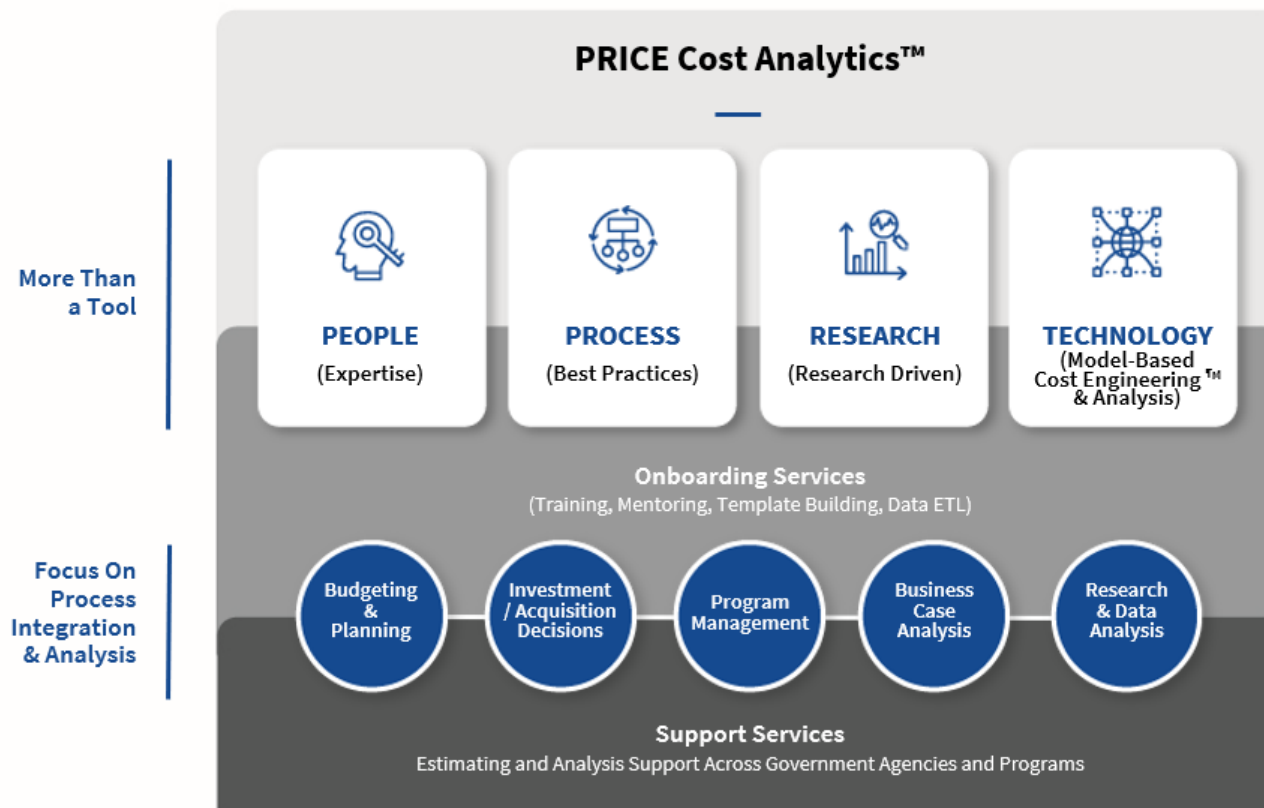 PRICE Cost Analytics™
More Than
a Tool
PEOPLE
(Expertise)
PROCESS
(Best Practices)
RESEARCH
(Research Driven)
TECHNOLOGY
(Model-Based
Cost Engineering ™
& Analysis)
Onboarding Services
(Training, Mentoring, Template Building, Data ETL)
Focus On
Process
Integration
& Analysis
Budgeting
&
Planning
Investment
/ Acquisition
Decisions
Program
Management
Business
Case
Analysis
Research
& Data
Analysis
Support Services
Estimating and Analysis Support Across Government Agencies and Programs